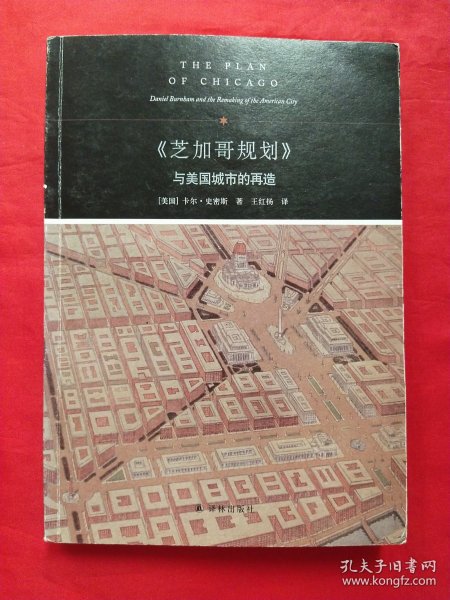 THE PLAN
OF CHICAGO
Daniel Burnham and the Remaking of the American City
《芝加哥规划》
与美国城市的再造
[美国] 卡尔·史密斯 著 王红扬 译
译林出版社
孔夫子旧书网
www.kongfz.com